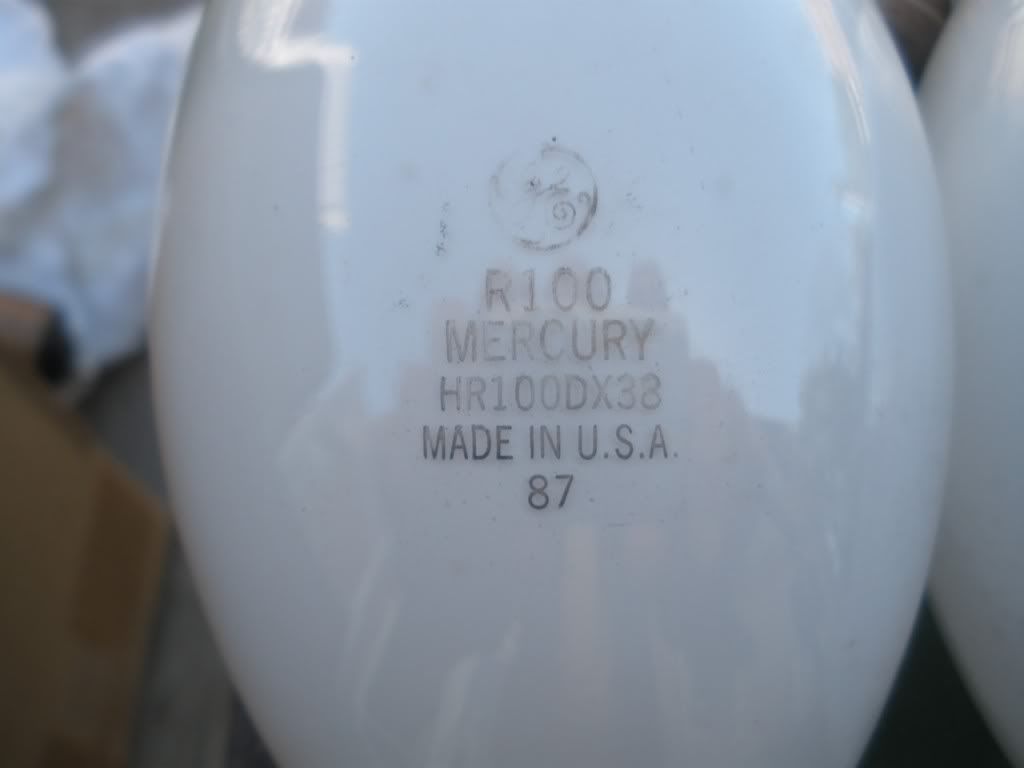 R100
MERCURY
HR100DX38
MADE IN U.S.A.
87